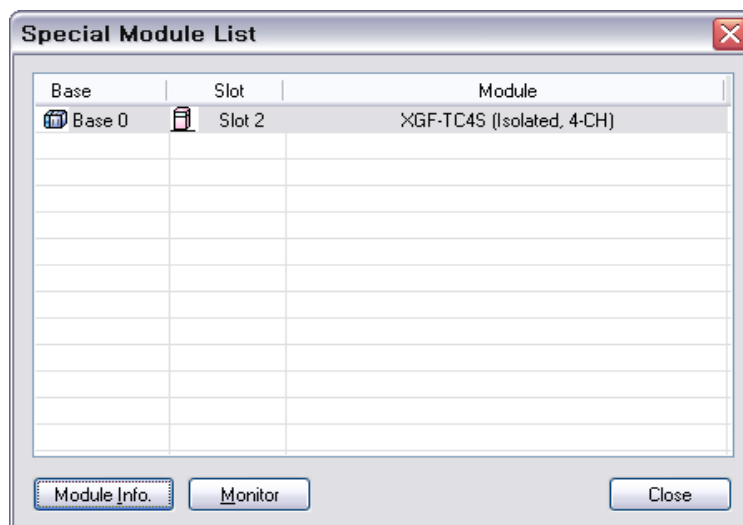 Special Module List
Base Slot Module
Base 0 Slot 2 XGF-TC4S (Isolated, 4-CH)
Module Info. Monitor Close